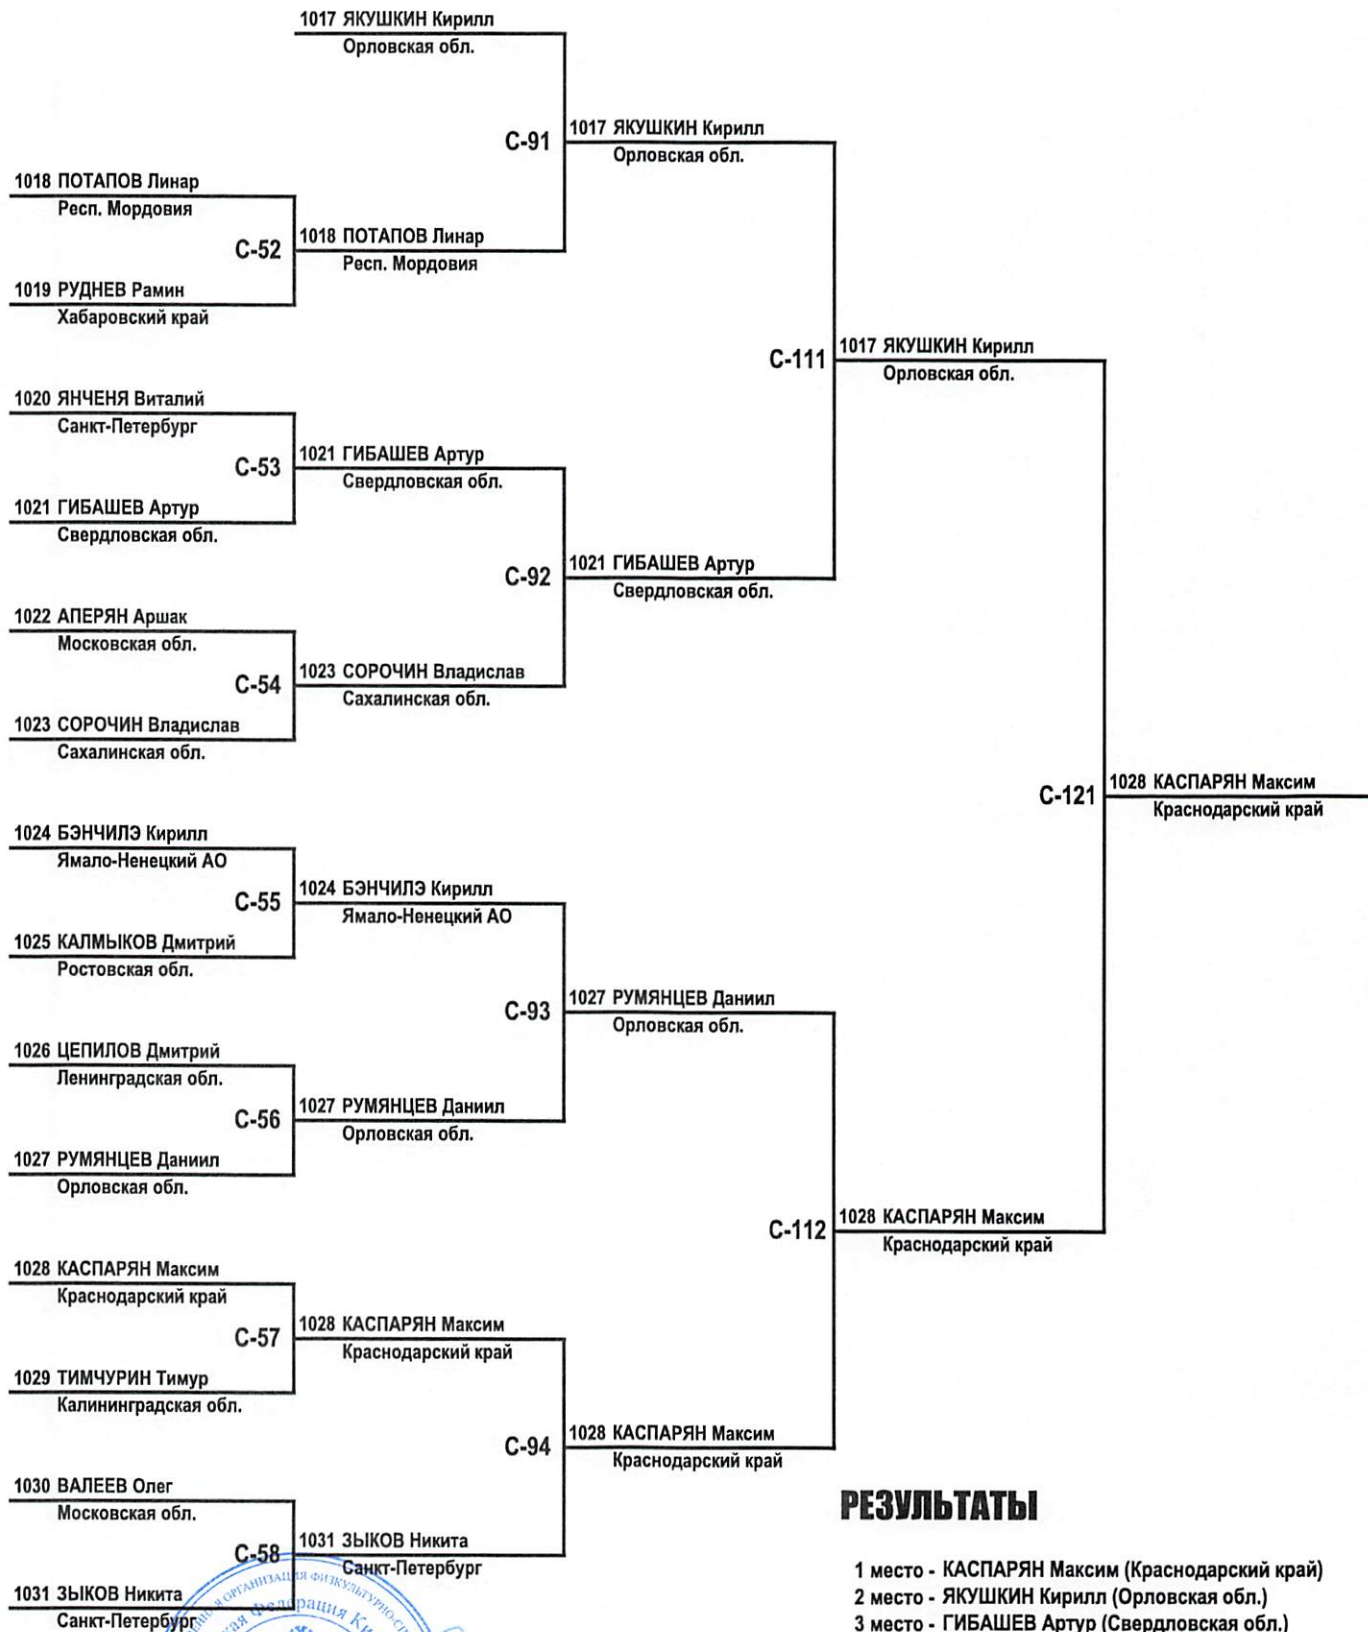 1017 ЯКУШКИН Кирилл
Орловская обл.
С-91
1017 ЯКУШКИН Кирилл
Орловская обл.
1018 ПОТАПОВ Линар
Респ. Мордовия
С-52
1018 ПОТАПОВ Линар
Респ. Мордовия
1019 РУДНЕВ Рамин
Хабаровский край
С-111
1017 ЯКУШКИН Кирилл
Орловская обл.
1020 ЯНЧЕНЯ Виталий
Санкт-Петербург
С-53
1021 ГИБАШЕВ Артур
Свердловская обл.
1021 ГИБАШЕВ Артур
Свердловская обл.
С-92
1021 ГИБАШЕВ Артур
Свердловская обл.
1022 АПЕРЯН Аршак
Московская обл.
С-54
1023 СОРОЧИН Владислав
Сахалинская обл.
1023 СОРОЧИН Владислав
Сахалинская обл.
С-121
1028 КАСПАРЯН Максим
Краснодарский край
1024 БЭНЧИЛЭ Кирилл
Ямало-Ненецкий АО
С-55
1024 БЭНЧИЛЭ Кирилл
Ямало-Ненецкий АО
1025 КАЛМЫКОВ Дмитрий
Ростовская обл.
С-93
1027 РУМЯНЦЕВ Даниил
Орловская обл.
1026 ЦЕПИЛОВ Дмитрий
Ленинградская обл.
С-56
1027 РУМЯНЦЕВ Даниил
Орловская обл.
1027 РУМЯНЦЕВ Даниил
Орловская обл.
С-112
1028 КАСПАРЯН Максим
Краснодарский край
1028 КАСПАРЯН Максим
Краснодарский край
С-57
1028 КАСПАРЯН Максим
Краснодарский край
1029 ТИМЧУРИН Тимур
Калининградская обл.
С-94
1028 КАСПАРЯН Максим
Краснодарский край
1030 ВАЛЕЕВ Олег
Московская обл.
С-58
1031 ЗЫКОВ Никита
Санкт-Петербург
1031 ЗЫКОВ Никита
Санкт-Петербург
РЕЗУЛЬТАТЫ
1 место - КАСПАРЯН Максим (Краснодарский край)
2 место - ЯКУШКИН Кирилл (Орловская обл.)
3 место - ГИБАШЕВ Артур (Свердловская обл.)
ОРГАНИЗАЦИЯ ФИЗКУЛЬТУРНО
Федерация